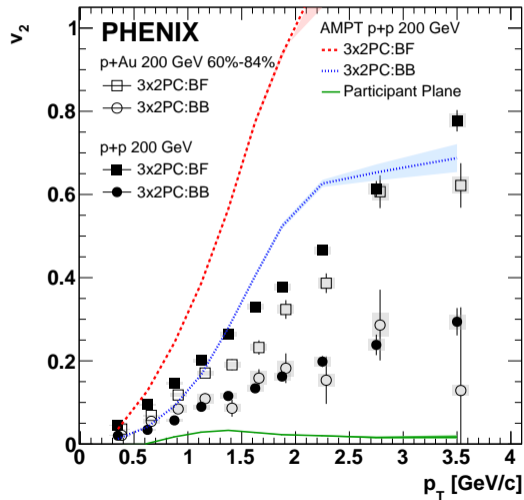 PHENIX
p+Au 200 GeV 60%-84%
3x2PC:BF
3x2PC:BB
p+p 200 GeV
3x2PC:BF
3x2PC:BB
AMPT p+p 200 GeV
3x2PC:BF
3x2PC:BB
Participant Plane
v2
1
0.8
0.6
0.4
0.2
0
0 0.5 1 1.5 2 2.5 3 3.5 4
pT [GeV/c]